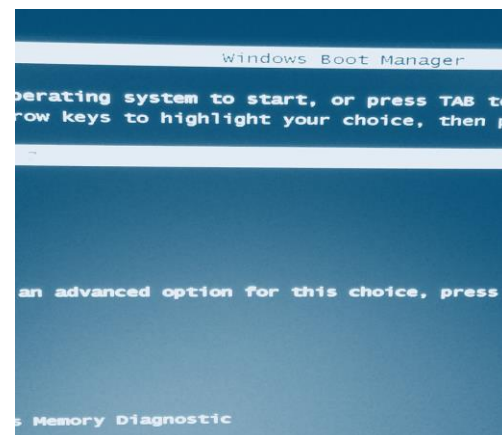 Windows Boot Manager
perating system to start, or press TAB t
row keys to highlight your choice, then
an advanced option for this choice, press
s Memory Diagnostic